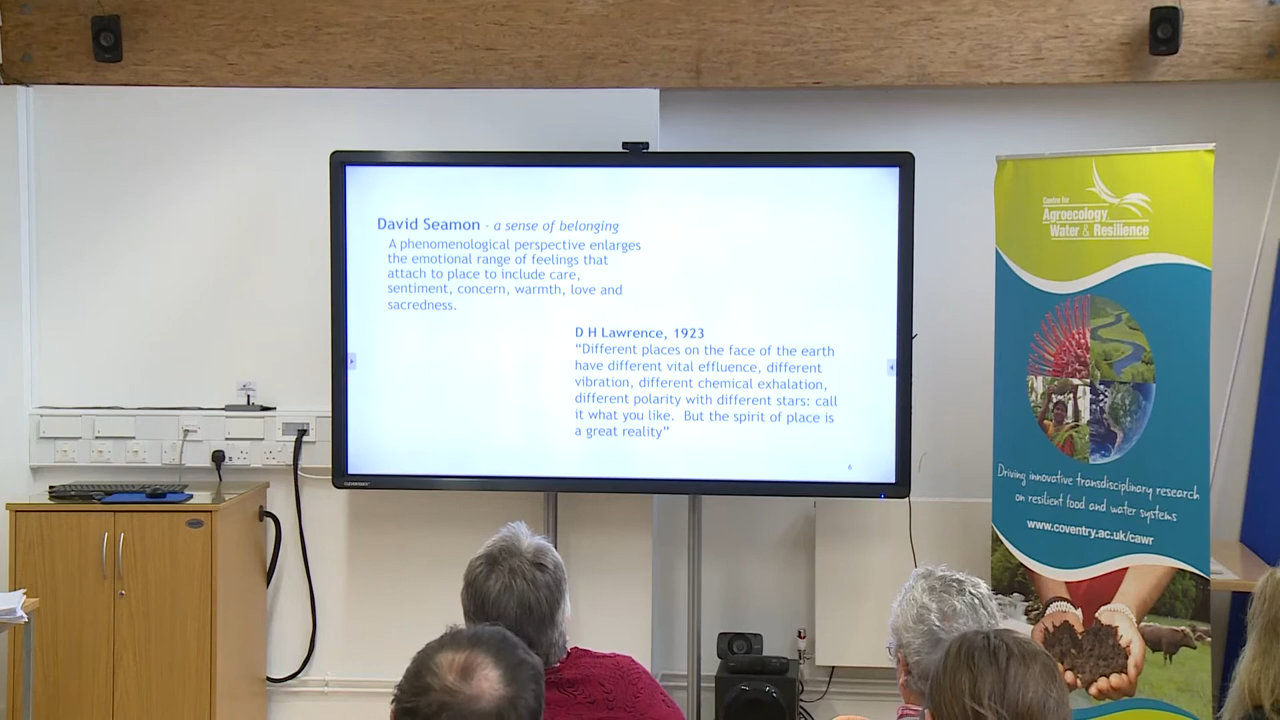 David Seamon - a sense of belonging
A phenomenological perspective enlarges
the emotional range of feelings that
attach to place to include care,
sentiment, concern, warmth, love and
sacredness.
D H Lawrence, 1923
“Different places on the face of the earth
have different vital effluence, different
vibration, different chemical exhalation,
different polarity with different stars: call
it what you like.  But the spirit of place is
a great reality”
6
Centre for
Agroecology,
Water & Resilience
Driving innovative transdisciplinary research
on resilient food and water systems
www.coventry.ac.uk/cawr